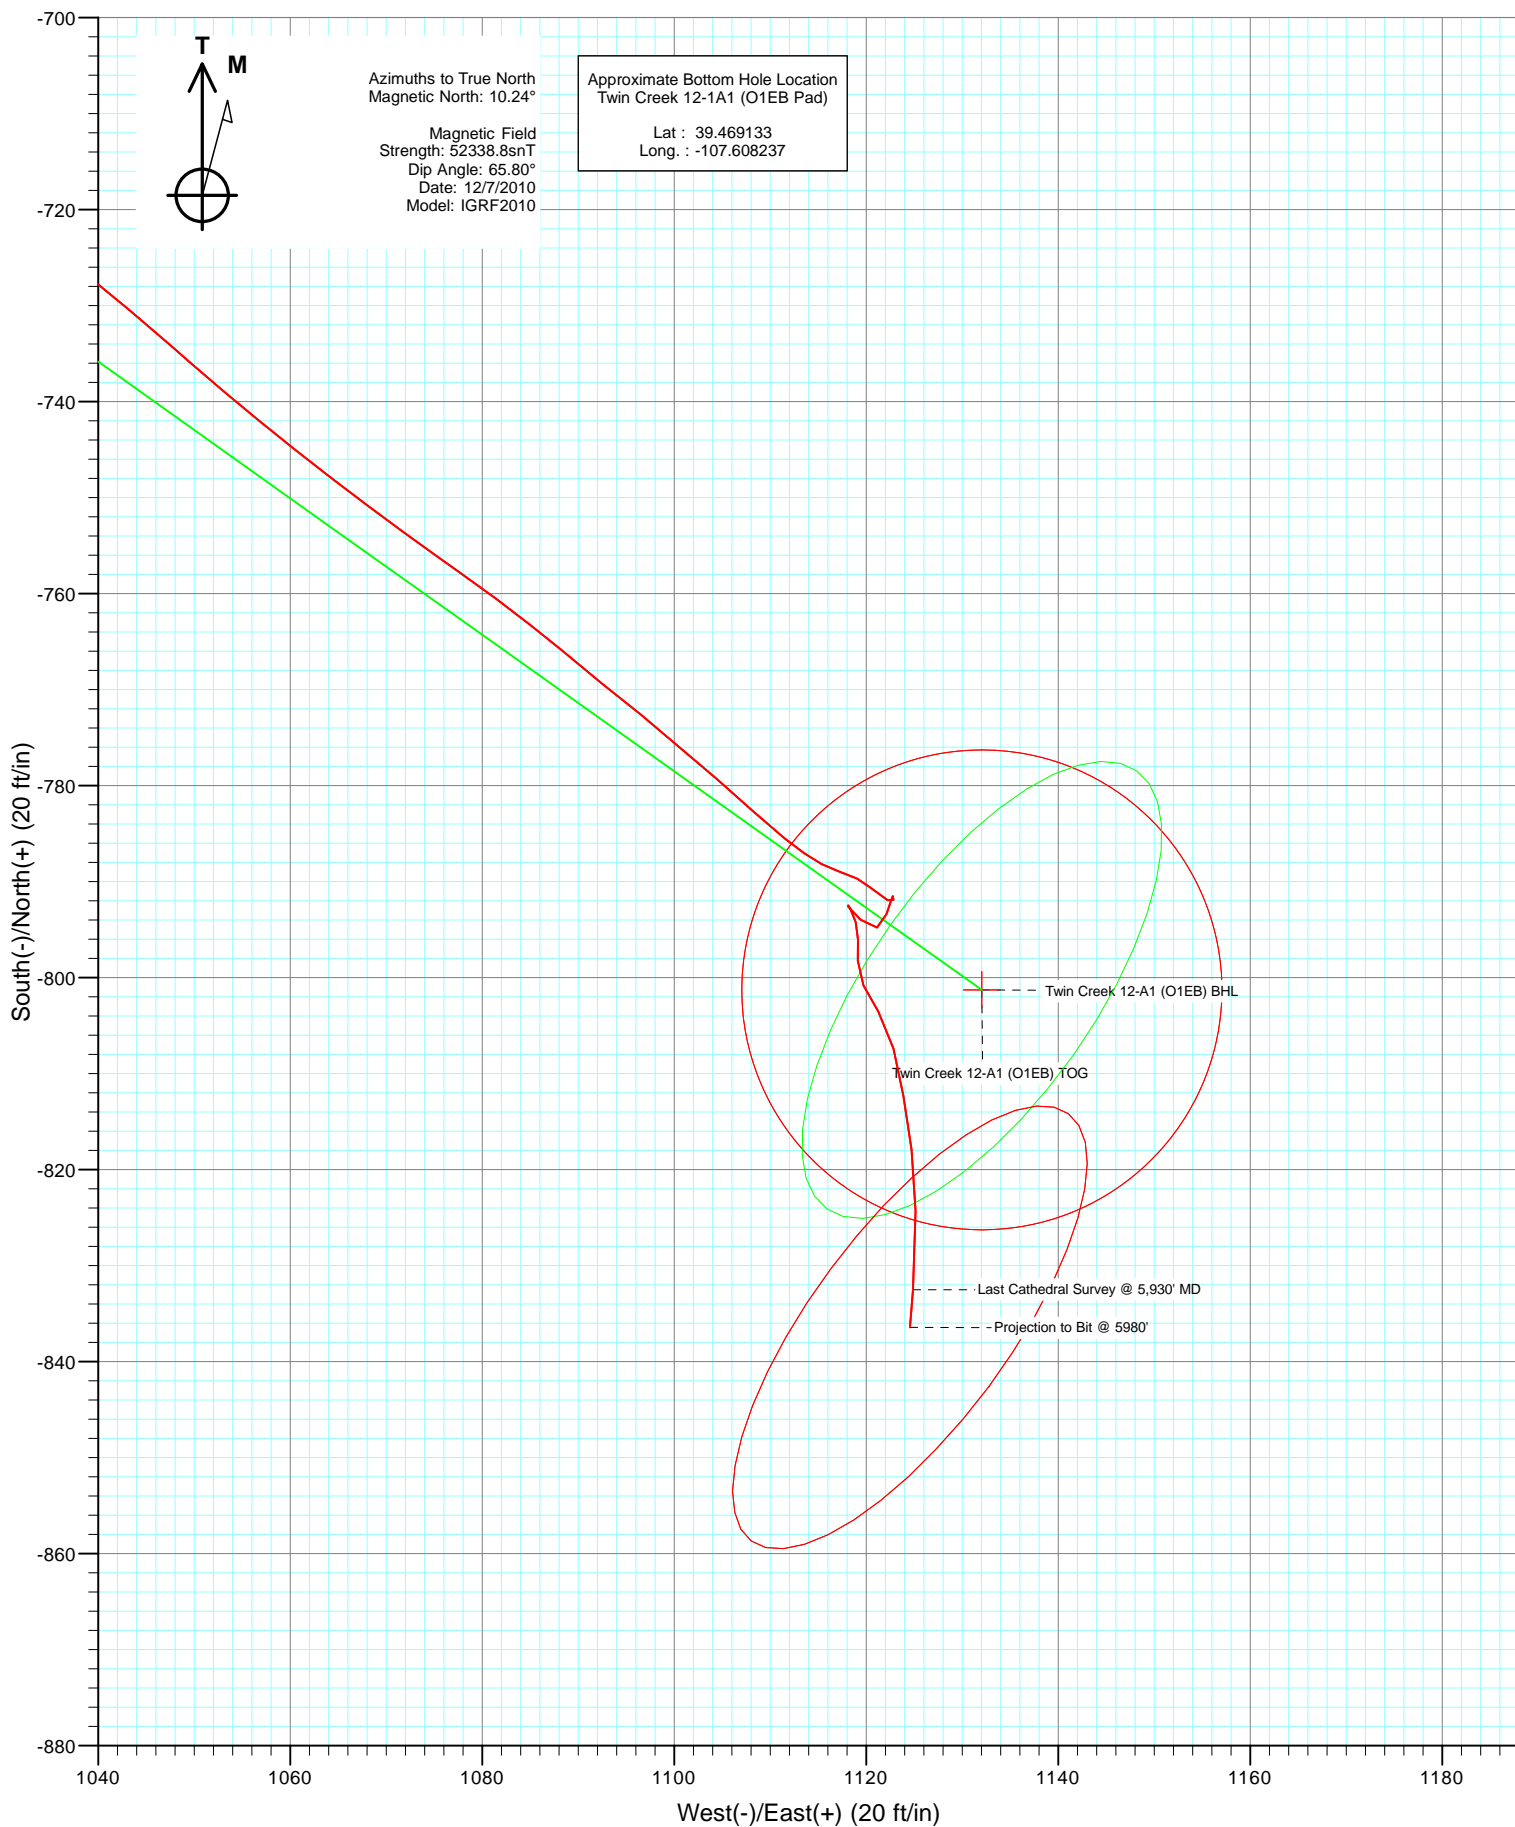 -700
-720
-740
-760
-780
-800
-820
-840
-860
-880
South(-)/North(+) (20 ft/in)
T
M
Azimuths to True North
Magnetic North: 10.24°
Magnetic Field
Strength: 52338.8snT
Dip Angle: 65.80°
Date: 12/7/2010
Model: IGRF2010
Approximate Bottom Hole Location
Twin Creek 12-1A1 (O1EB Pad)
Lat : 39.469133
Long. : -107.608237
Twin Creek 12-A1 (O1EB) BHL
Twin Creek 12-A1 (O1EB) TOG
Last Cathedral Survey @ 5,930' MD
Projection to Bit @ 5980'
1040
1060
1080
1100
1120
1140
1160
1180
West(-)/East(+) (20 ft/in)